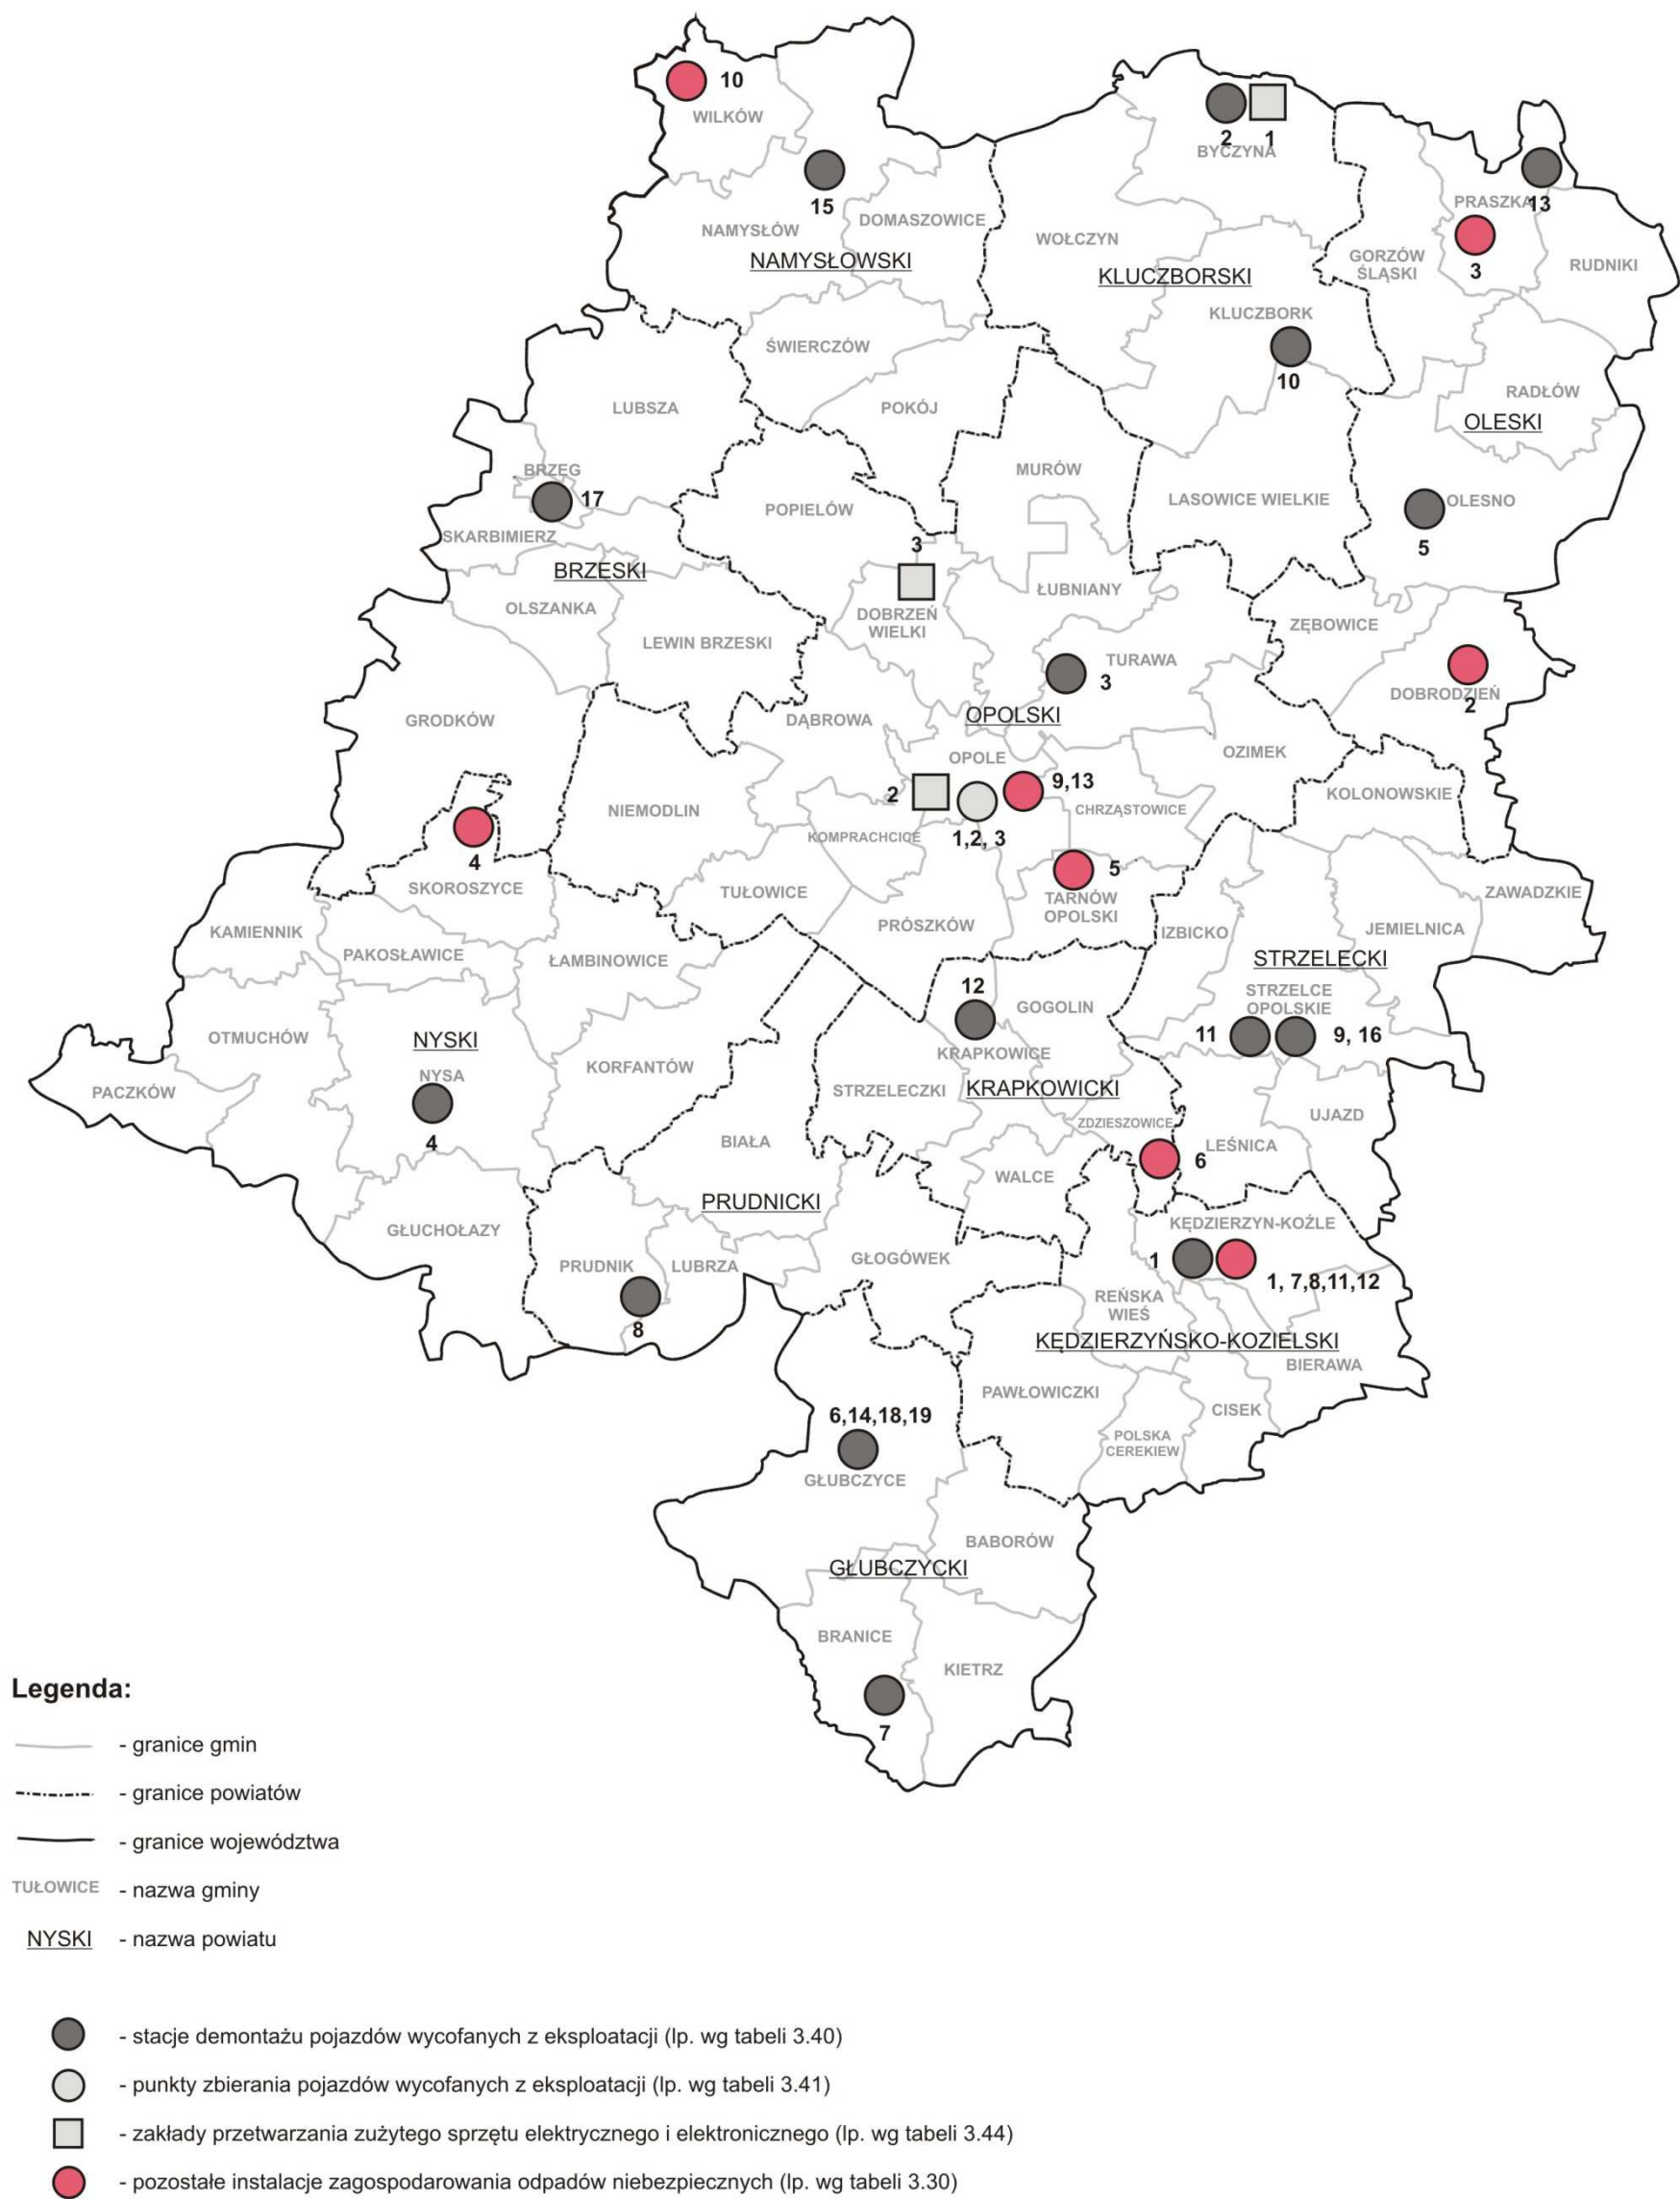 10
WILKÓW
2
1
BYCZYNA
15
PRASZKA
13
NAMYSŁÓW
DOMASZOWICE
WOŁCZYN
NAMYSŁOWSKI
GORZÓW
ŚLĄSKI
3
RUDNIKI
KLUCZBORSKI
KLUCZBORK
ŚWIERCZÓW
10
LUBSZA
POKÓJ
RADŁÓW
OLESKI
BRZEG
17
MURÓW
LASOWICE WIELKIE
OLESNO
5
POPIELÓW
SKARBIMIERZ
3
BRZESKI
OLSZANKA
DOBRZEŃ
WIELKI
ŁUBNIANY
ZĘBOWICE
LEWIN BRZESKI
TURAWA
3
DOBRODZIEŃ
2
GRODKÓW
DĄBROWA
OPOLSKI
OPOLE
OZIMEK
2
9,13
1,2, 3
NIEMODLIN
CHRZĄSTOWICE
KOLONOWSKIE
KOMPRACHCICE
4
SKOROSZYCE
5
TUŁOWICE
TARNÓW
OPOLSKI
ZAWADZKIE
KAMIENNIK
PRÓSZKÓW
IZBICKO
JEMIELNICA
PAKOSŁAWICE
ŁAMBINOWICE
STRZELECKI
12
GOGOLIN
STRZELCE
OPOLSKIE
OTMUCHÓW
NYSKI
11
9, 16
KRAPKOWICE
KORFANTÓW
NYSA
PACZKÓW
STRZELECZKI
KRAPKOWICKI
ZDZIESZOWICE
UJAZD
4
BIAŁA
LEŚNICA
6
WALCE
PRUDNICKI
GŁUCHOŁAZY
KĘDZIERZYN-KOŹLE
PRUDNIK
LUBRZA
GŁOGÓWEK
1
1, 7,8,11,12
8
REŃSKA
WIEŚ
KĘDZIERZYŃSKO-KOZIELSKI
BIERAWA
PAWŁOWICZKI
CISEK
6,14,18,19
POLSKA
CEREKIEW
GŁUBCZYCE
BABORÓW
GŁUBCZYCKI
BRANICE
KIETRZ
7
Legenda:
- granice gmin
- granice powiatów
- granice województwa
TUŁOWICE - nazwa gminy
NYSKI - nazwa powiatu
- stacje demontażu pojazdów wycofanych z eksploatacji (lp. wg tabeli 3.40)
- punkty zbierania pojazdów wycofanych z eksploatacji (lp. wg tabeli 3.41)
- zakłady przetwarzania zużytego sprzętu elektrycznego i elektronicznego (lp. wg tabeli 3.44)
- pozostałe instalacje zagospodarowania odpadów niebezpiecznych (lp. wg tabeli 3.30)